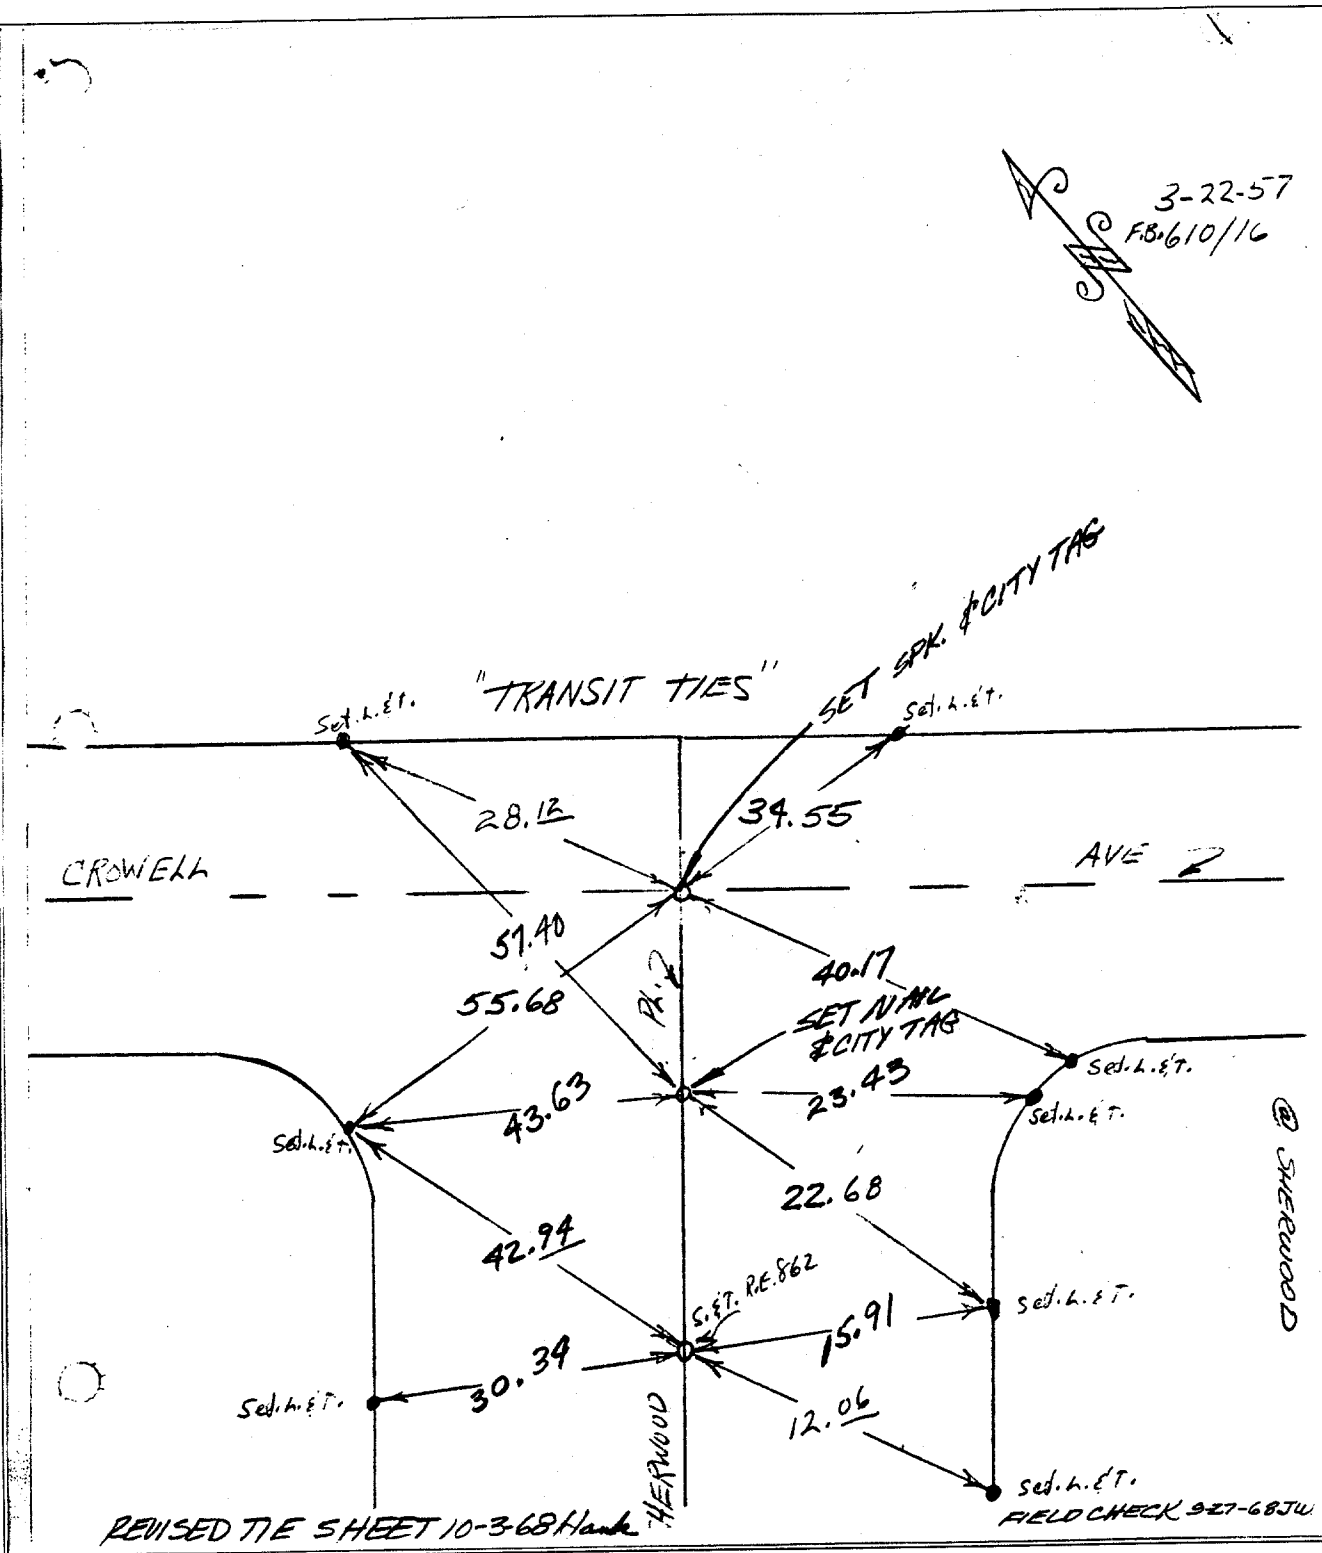 3-22-57
F.B. 610/16
SET SPK. & CITY TAG
"TRANSIT TIES"
Set. L. & T.
Set. L. & T.
28.12
34.55
CROWELL
AVE
57.40
55.68
PL.
40.17
SET NAIL
& CITY TAG
Set. L. & T.
43.63
23.43
Set. L. & T.
Set. L. & T.
@ SHERWOOD
22.68
42.94
S. & T. R.E. 862
Set. L. & T.
15.91
30.34
Set. L. & T.
12.06
HERWOOD
Set. L. & T.
FIELD CHECK 9-27-68 JW
REVISED TIE SHEET 10-3-68 Hank